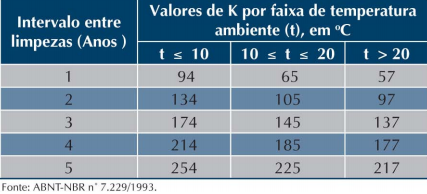 Intervalo entre limpezas (Anos )
Valores de K por faixa de temperatura ambiente (t), em ºC
t ≤ 10 10 ≤ t ≤ 20 t > 20
1 94 65 57
2 134 105 97
3 174 145 137
4 214 185 177
5 254 225 217
Fonte: ABNT-NBR n° 7.229/1993.